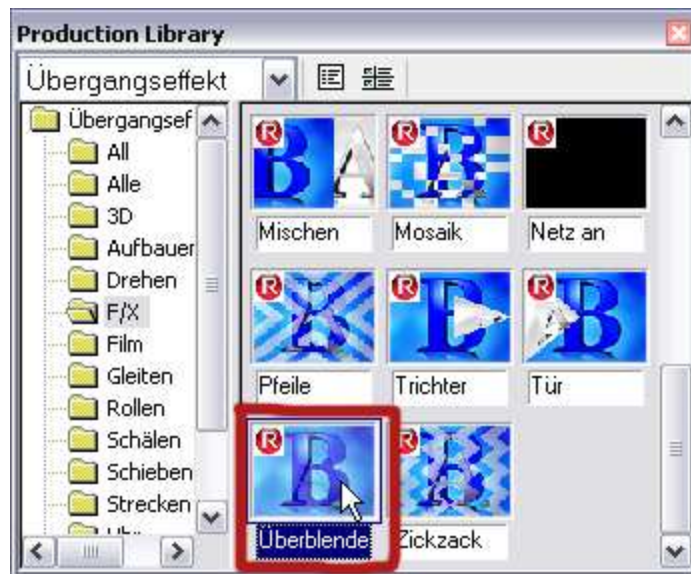 Production Library
Übergangseffekt
Übergangsef
All
Alle
3D
Aufbauer
Drehen
F/X
Film
Gleiten
Rollen
Schälen
Schieben
Strecken
R
B A
R
B
R
Mischen
Mosaik
Netz an
R
R
B
R
B
Pfeile
Trichter
Tür
R
B
R
Überblende
Zickzack